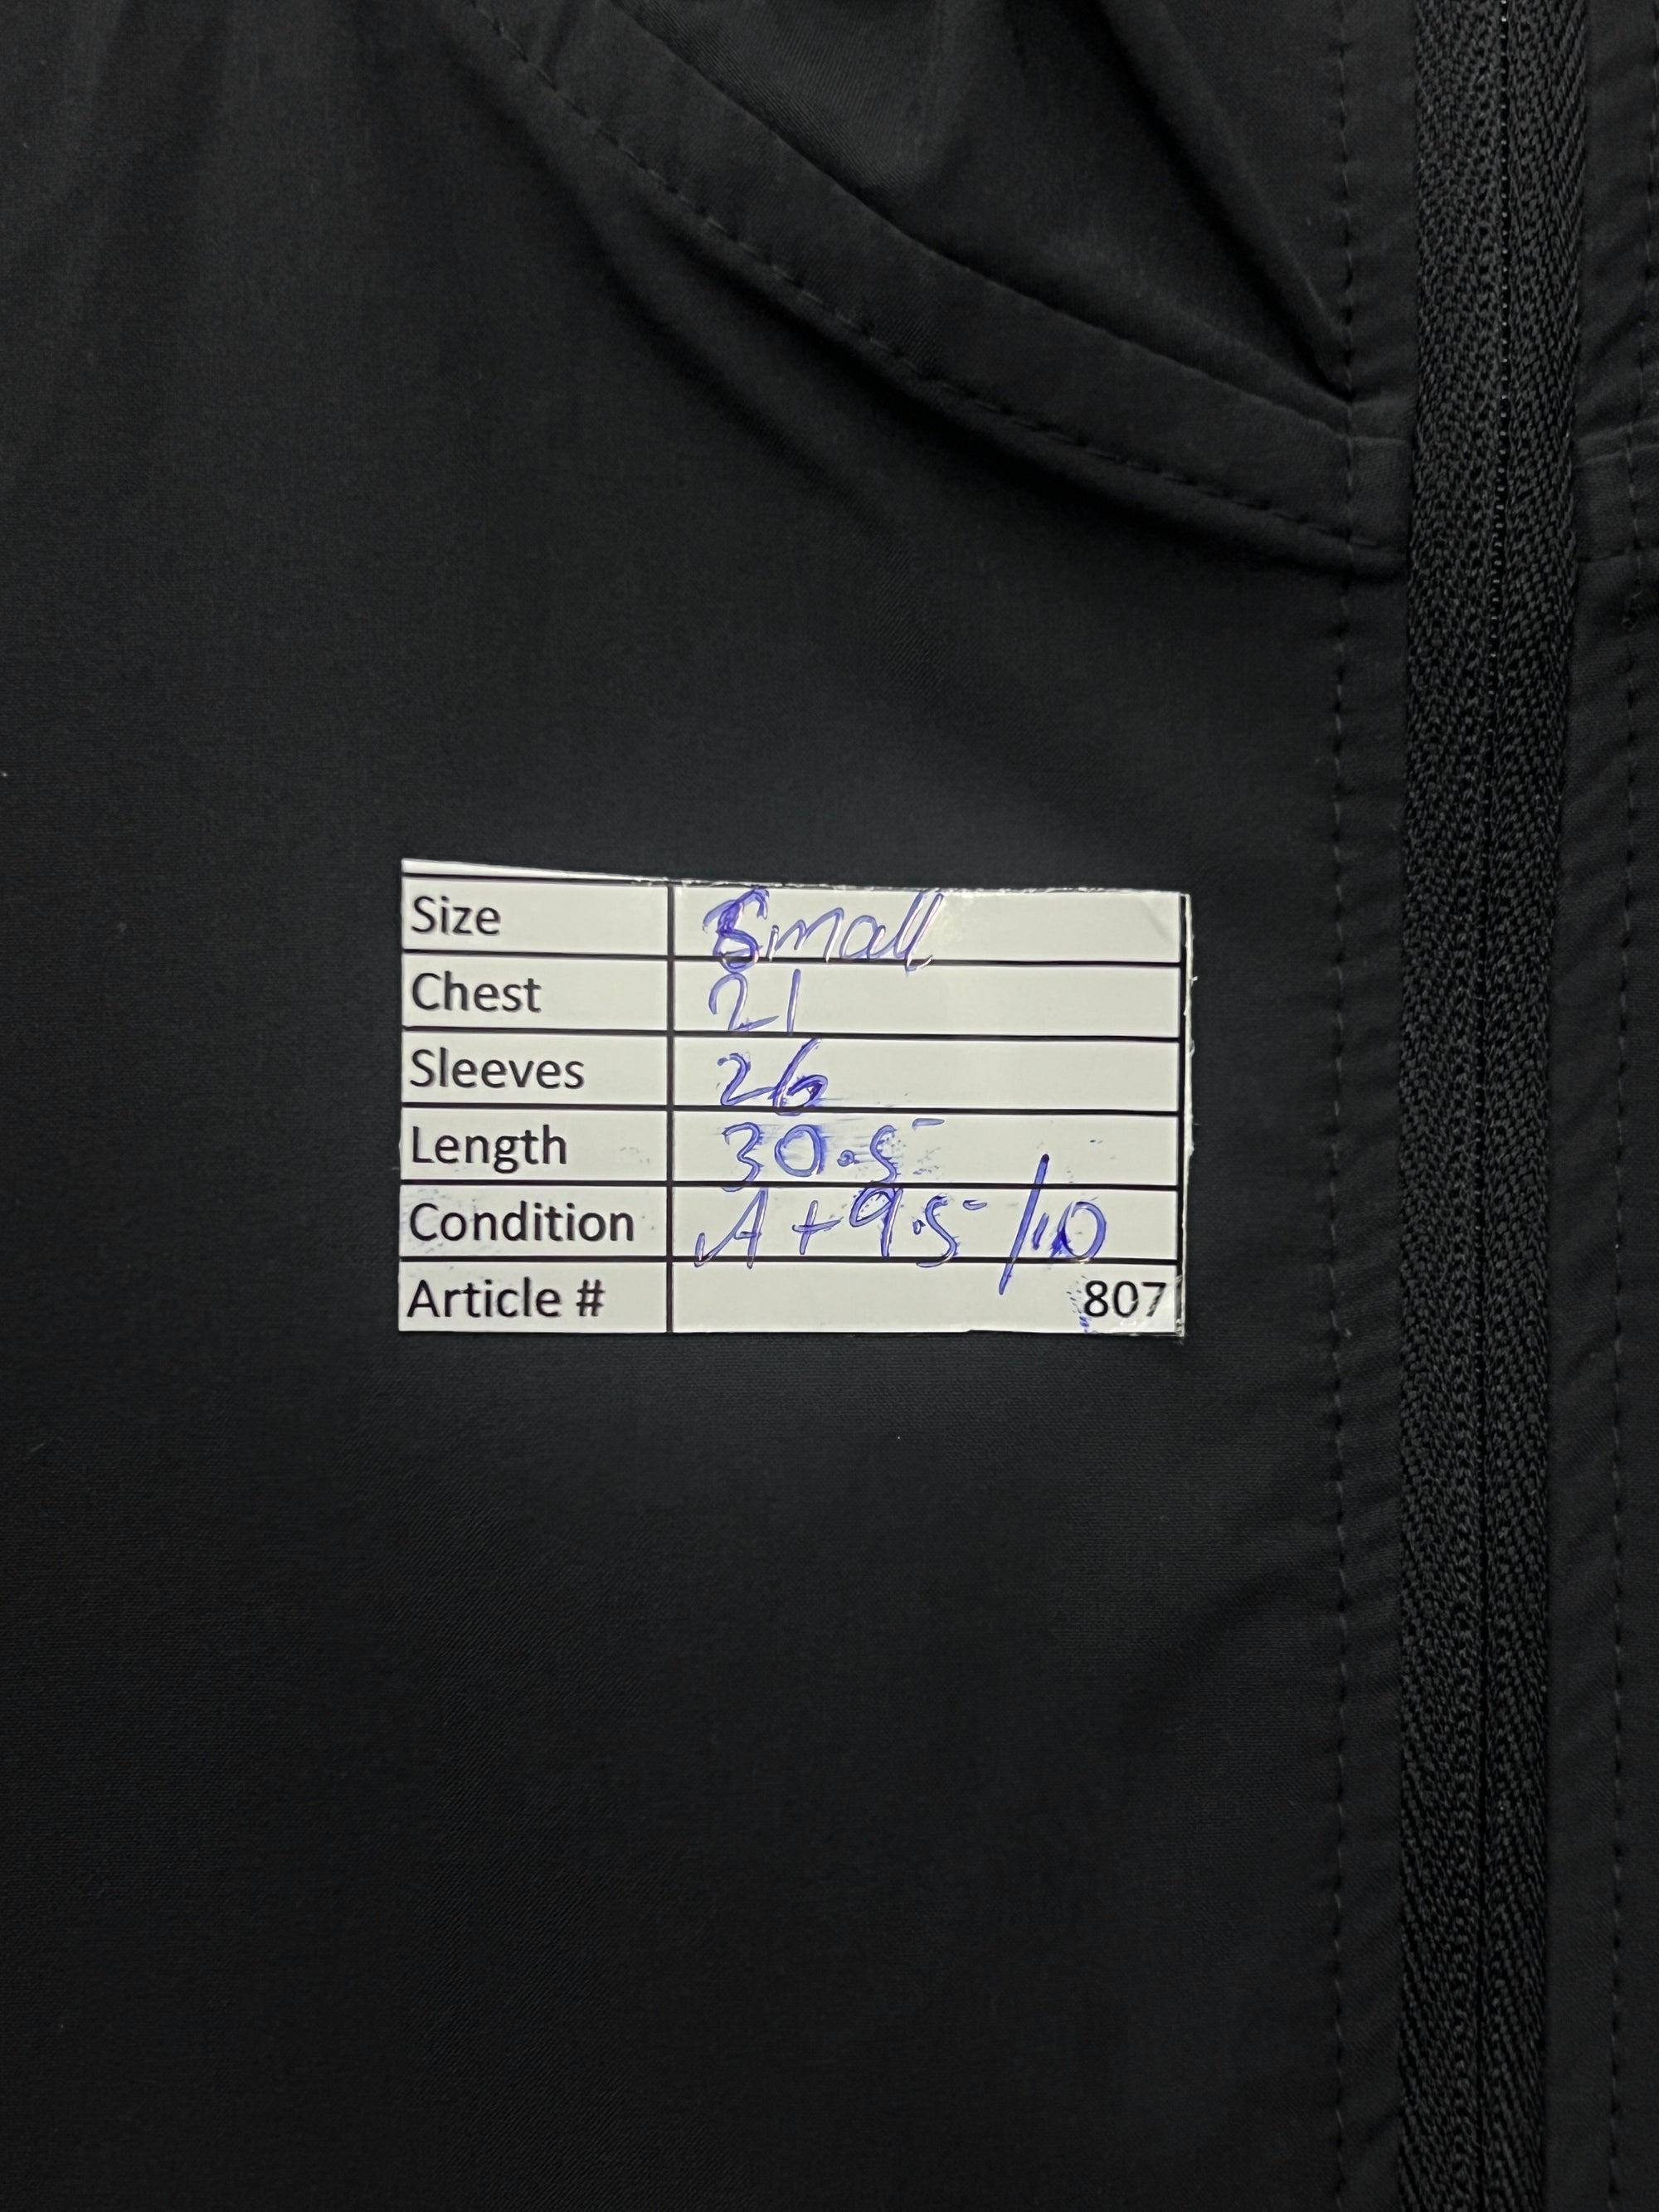 Size Small
Chest 21
Sleeves 26
Length 30.5
Condition A+9.5/10
Article # 807